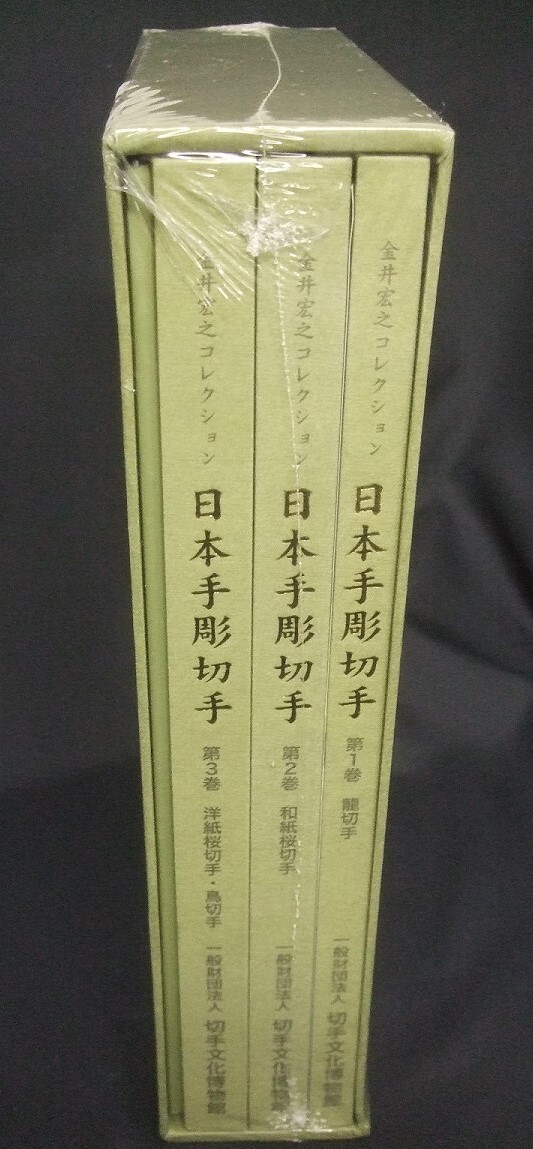 金井宏之コレクション
日本手彫切手
第1巻 龍切手
一般財団法人 切手文化博物館
金井宏之コレクション
日本手彫切手
第2巻 和紙桜切手
一般財団法人 切手文化博物館
金井宏之コレクション
日本手彫切手
第3巻 洋紙桜切手・鳥切手
一般財団法人 切手文化博物館